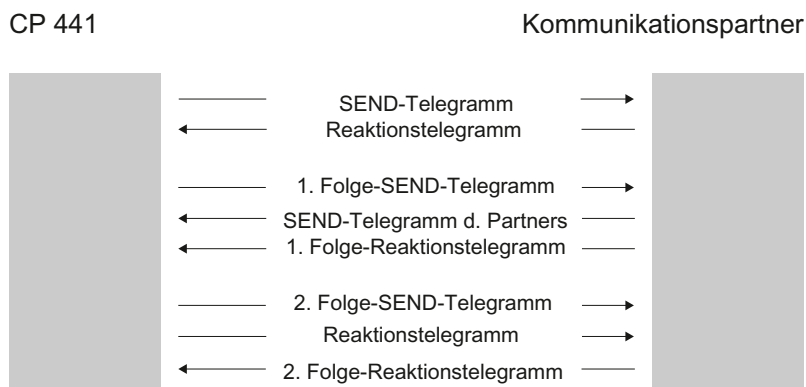 CP 441 Kommunikationspartner
SEND-Telegramm
Reaktionstelegramm
1. Folge-SEND-Telegramm
SEND-Telegramm d. Partners
1. Folge-Reaktionstelegramm
2. Folge-SEND-Telegramm
Reaktionstelegramm
2. Folge-Reaktionstelegramm